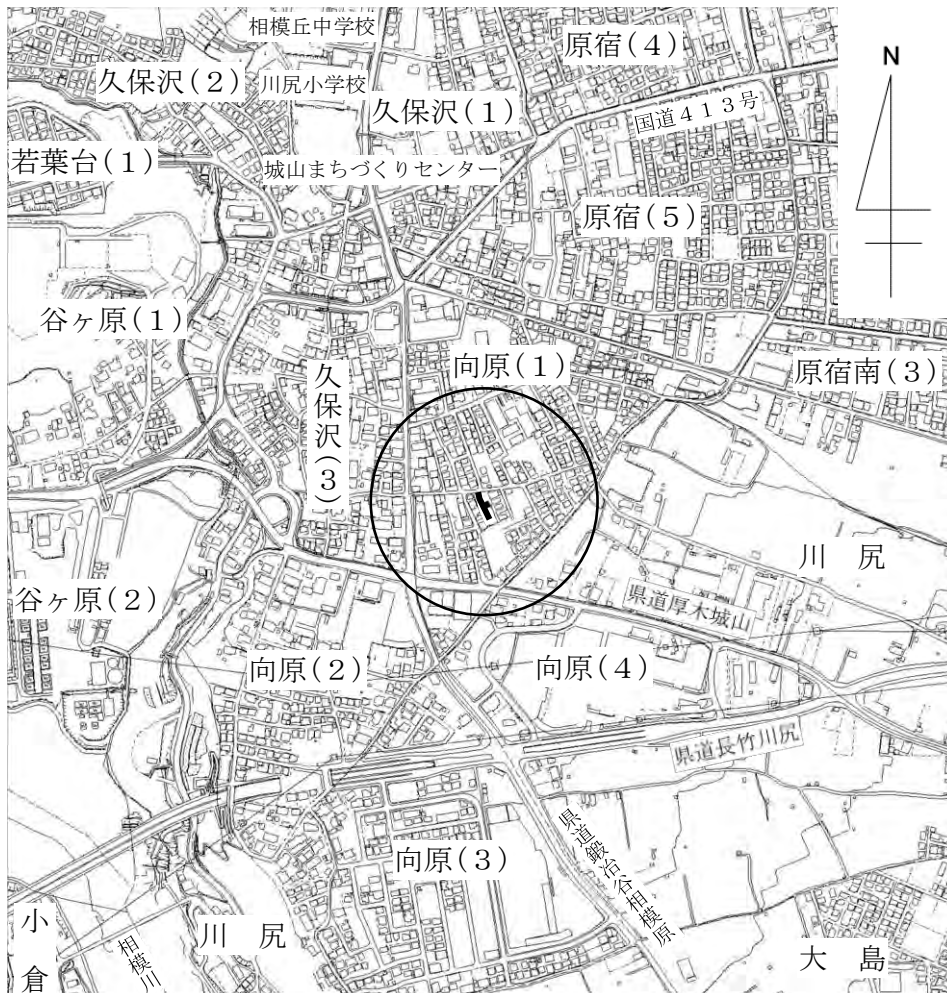 相模丘中学校
原宿(4)
N
久保沢(2)
川尻小学校
久保沢(1)
国道413号
若葉台(1)
城山まちづくりセンター
原宿(5)
谷ヶ原(1)
向原(1)
原宿南(3)
久保沢(3)
川 尻
谷ヶ原(2)
県道厚木城山
向原(2)
向原(4)
県道長竹川尻
向原(3)
県道鍛冶谷相模原
小倉
相模川
川 尻
大 島